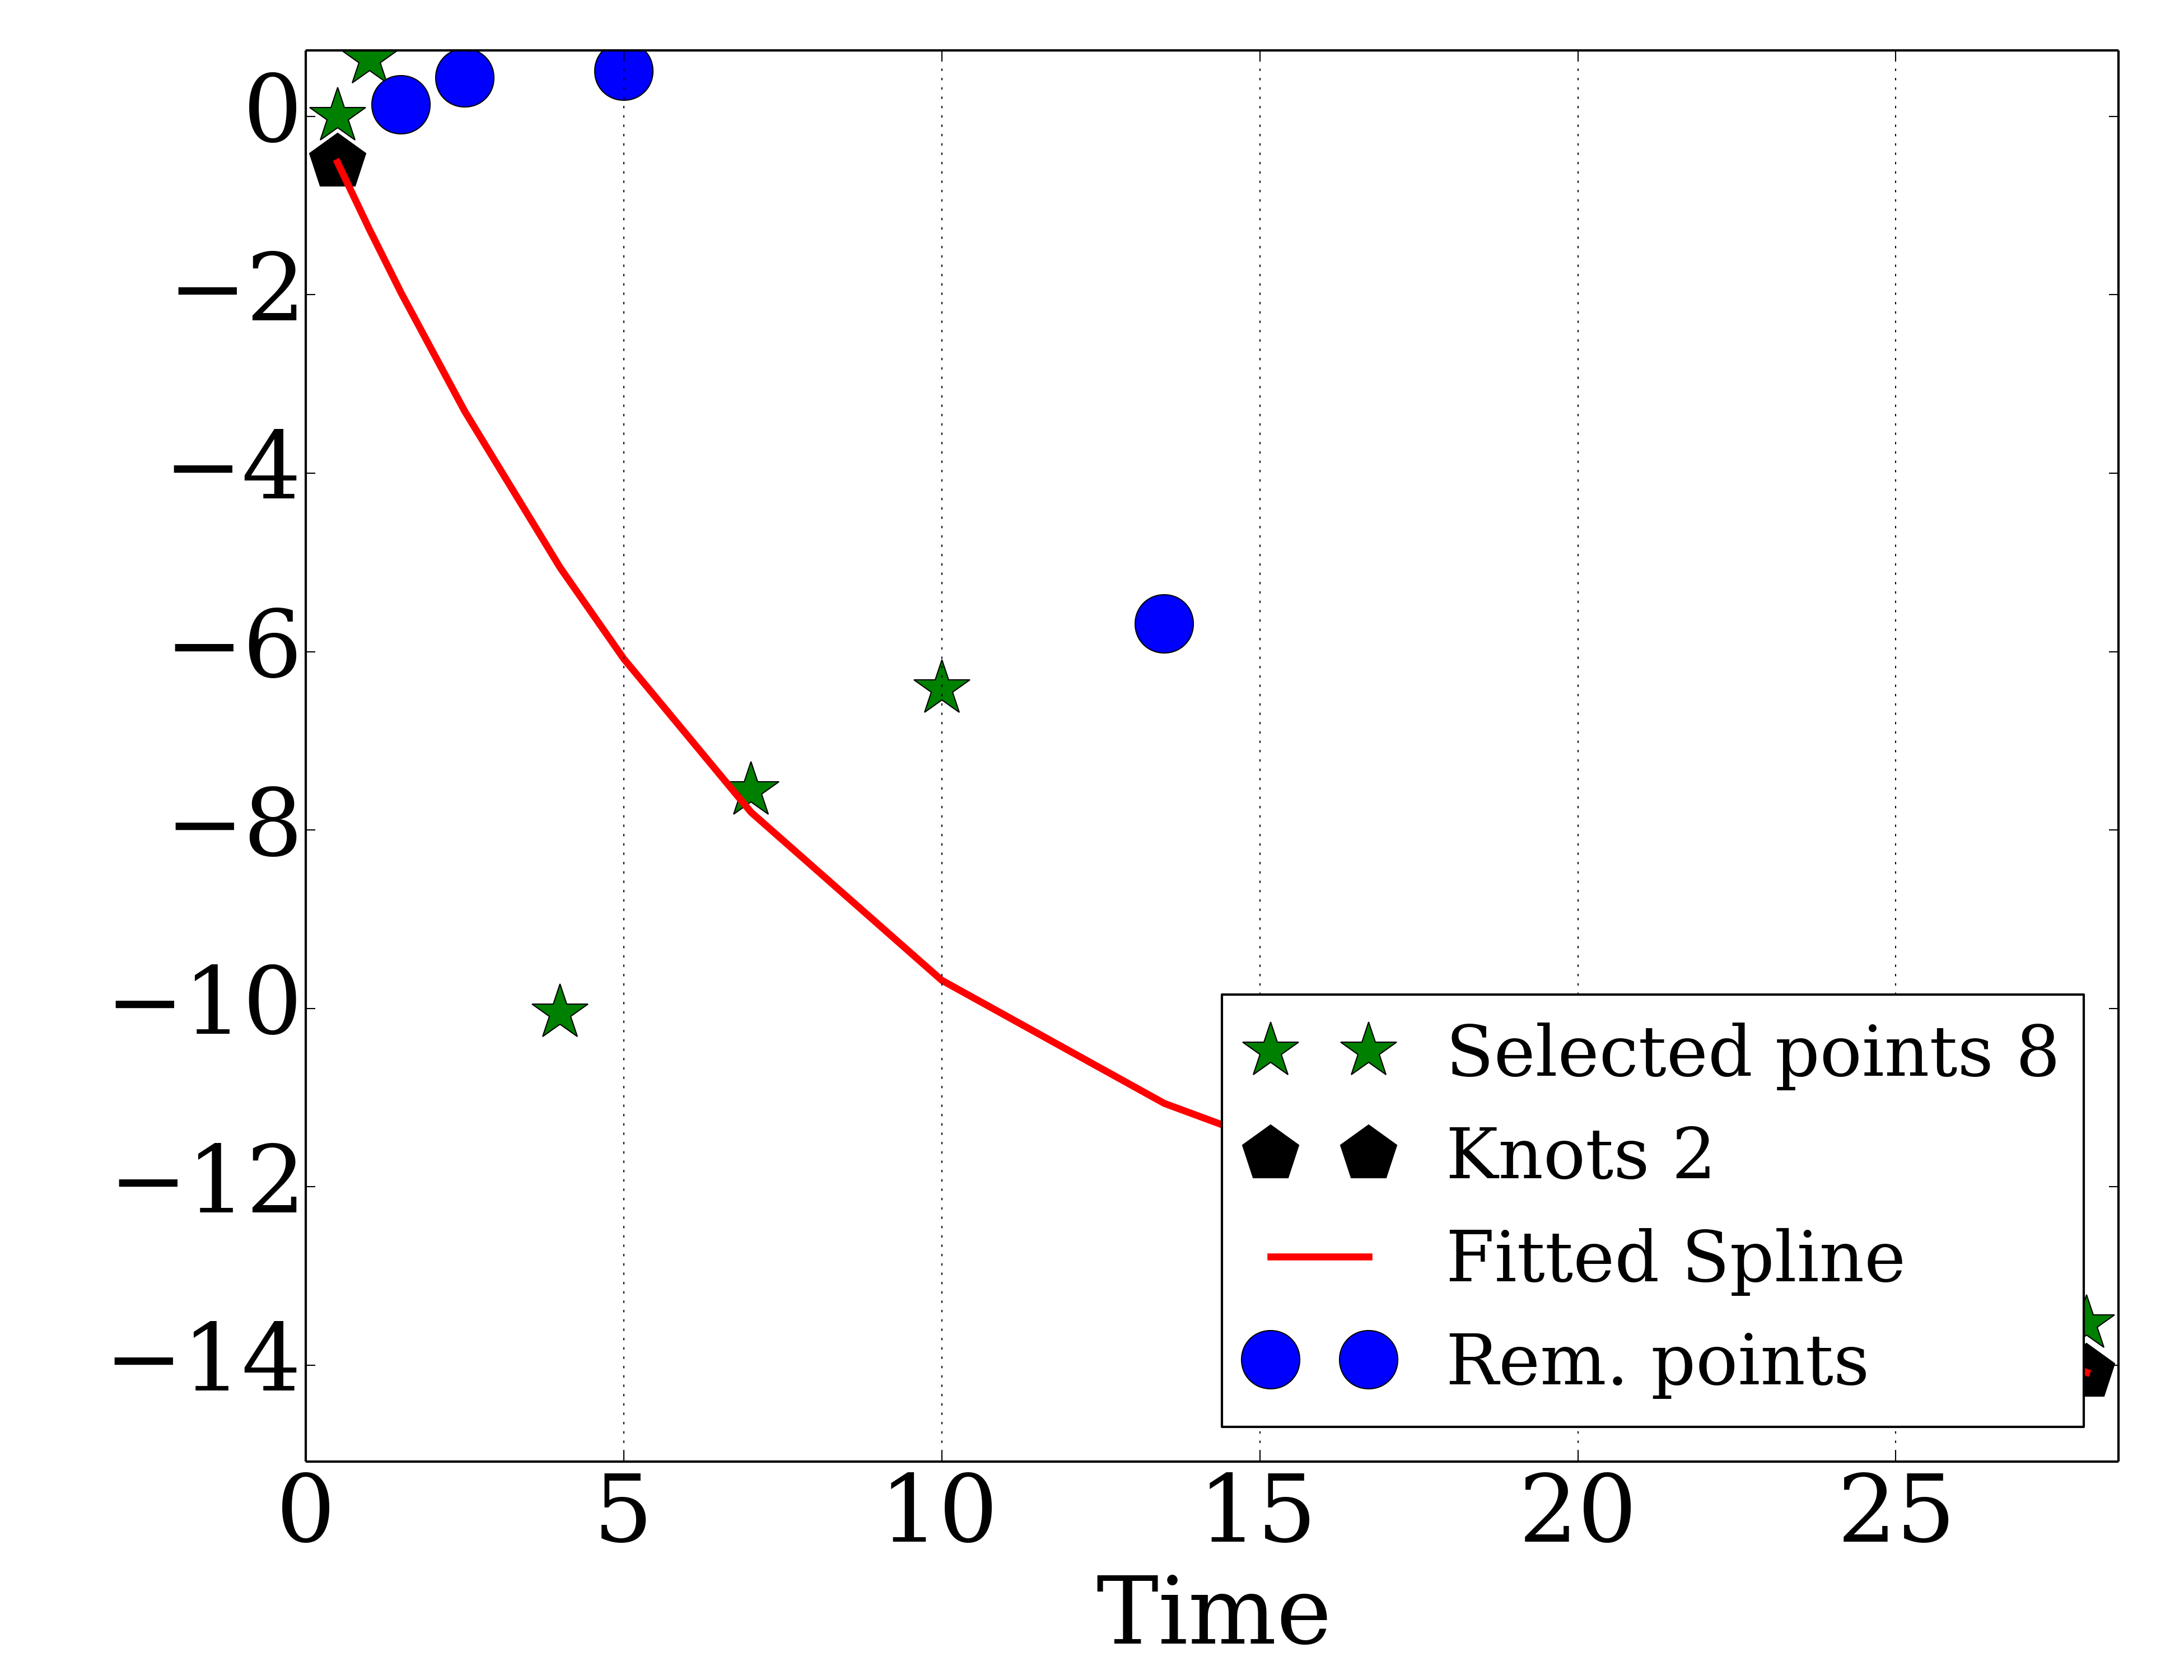 0
−2
−4
−6
−8
−10
−12
−14
Selected points 8
Knots 2
Fitted Spline
Rem. points
0 5 10 15 20 25
Time